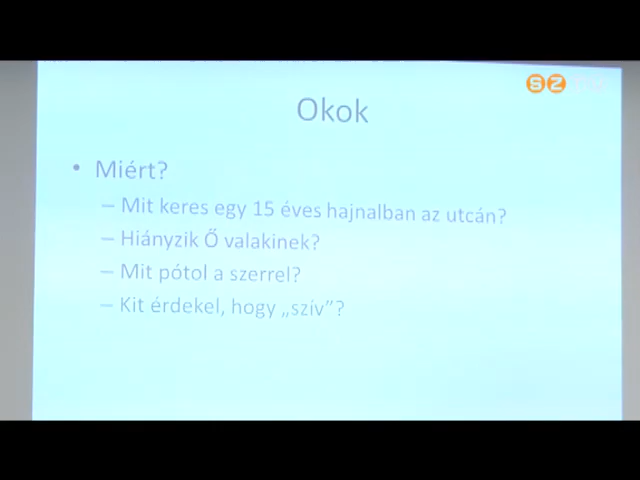 SZ
Okok
• Miért?
– Mit keres egy 15 éves hajnalban az utcán?
– Hiányzik Ő valakinek?
– Mit pótol a szerrel?
– Kit érdekel, hogy „szív”?